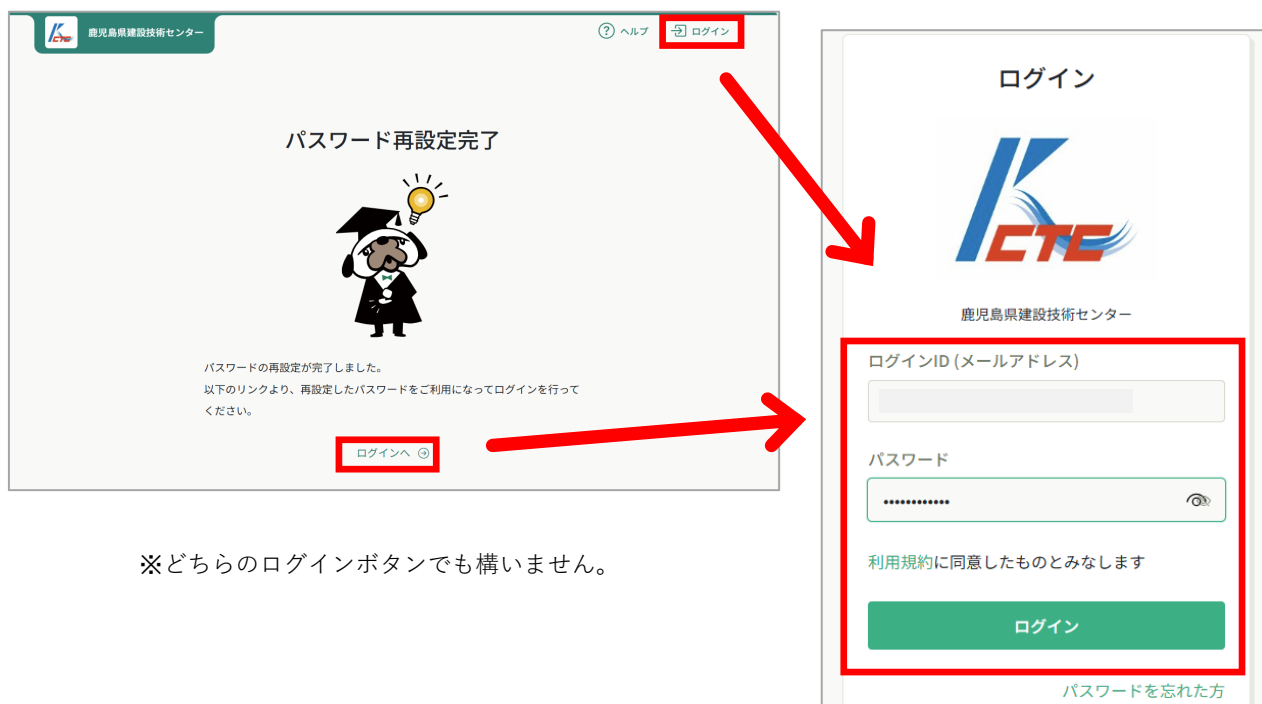 鹿児島県建設技術センター
ヘルプ
ログイン
パスワード再設定完了
パスワードの再設定が完了しました。
以下のリンクより、再設定したパスワードをご利用になってログインを行って
ください。
ログインへ
※どちらのログインボタンでも構いません。
ログイン
KCTC
鹿児島県建設技術センター
ログインID (メールアドレス)
パスワード
••••••••••••
利用規約に同意したものとみなします
ログイン
パスワードを忘れた方